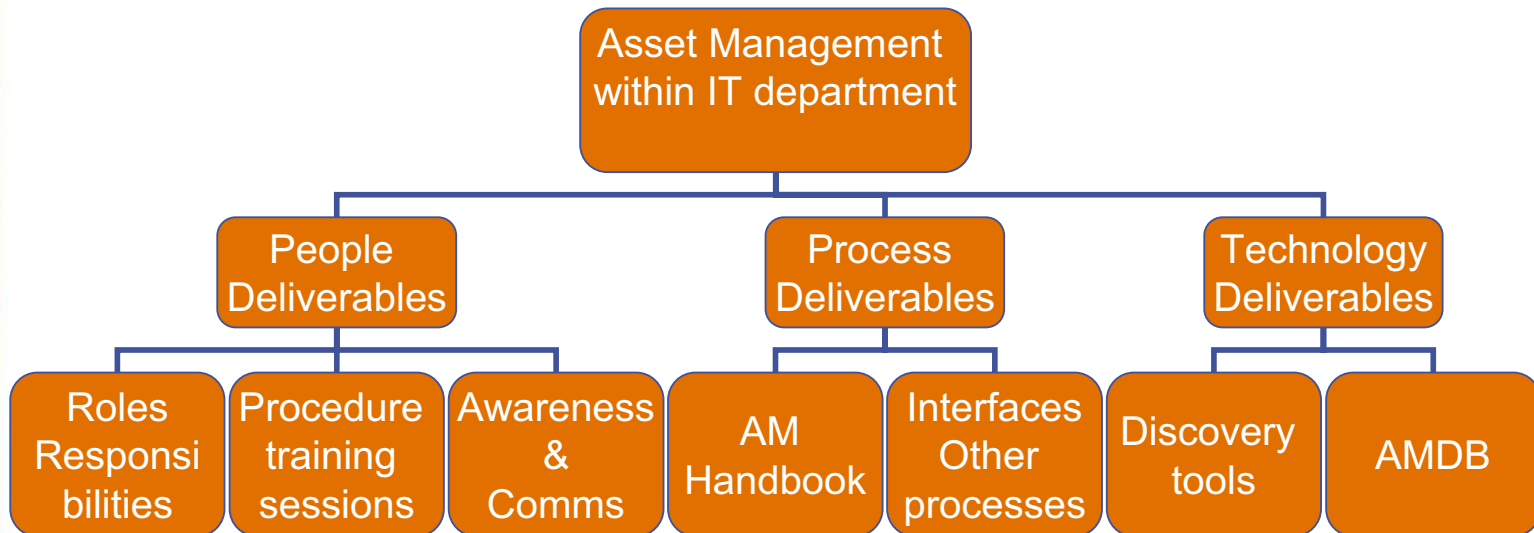 Asset Management
within IT department
People
Deliverables
Process
Deliverables
Technology
Deliverables
Roles
Responsi
bilities
Procedure
training
sessions
Awareness
&
Comms
AM
Handbook
Interfaces
Other
processes
Discovery
tools
AMDB